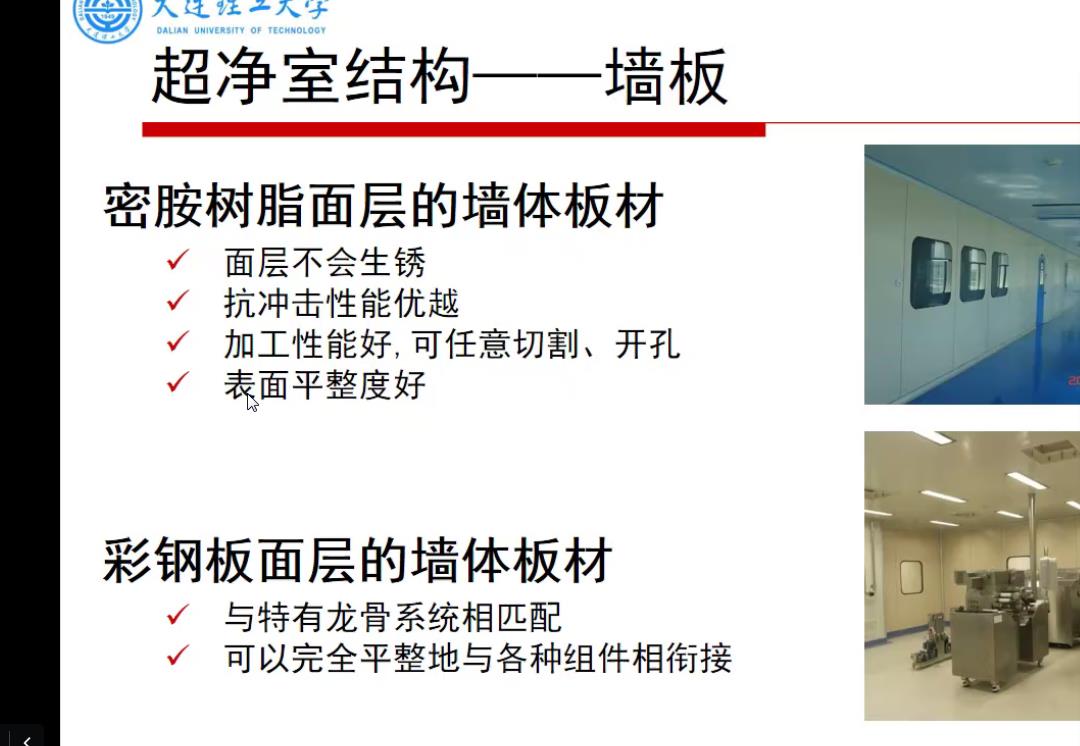 大连理工大学
DALIAN UNIVERSITY OF TECHNOLOGY
超净室结构——墙板
密胺树脂面层的墙体板材
✓ 面层不会生锈
✓ 抗冲击性能优越
✓ 加工性能好,可任意切割、开孔
✓ 表面平整度好
彩钢板面层的墙体板材
✓ 与特有龙骨系统相匹配
✓ 可以完全平整地与各种组件相衔接